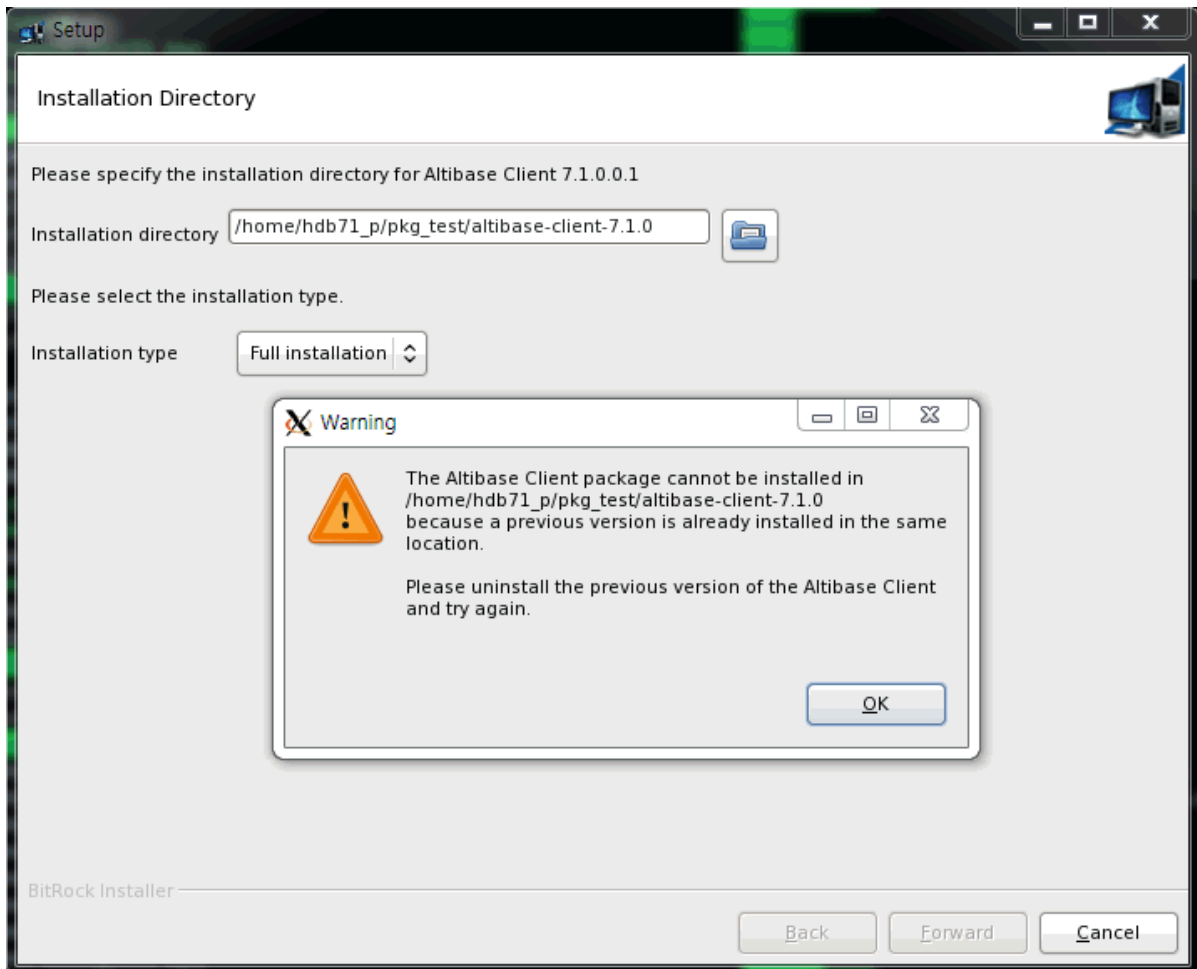 Setup
Installation Directory
Please specify the installation directory for Altibase Client 7.1.0.0.1
Installation directory /home/hdb71_p/pkg_test/altibase-client-7.1.0
Please select the installation type.
Installation type Full installation
Warning
The Altibase Client package cannot be installed in
/home/hdb71_p/pkg_test/altibase-client-7.1.0
because a previous version is already installed in the same
location.
Please uninstall the previous version of the Altibase Client
and try again.
OK
BitRock Installer
Back Forward Cancel